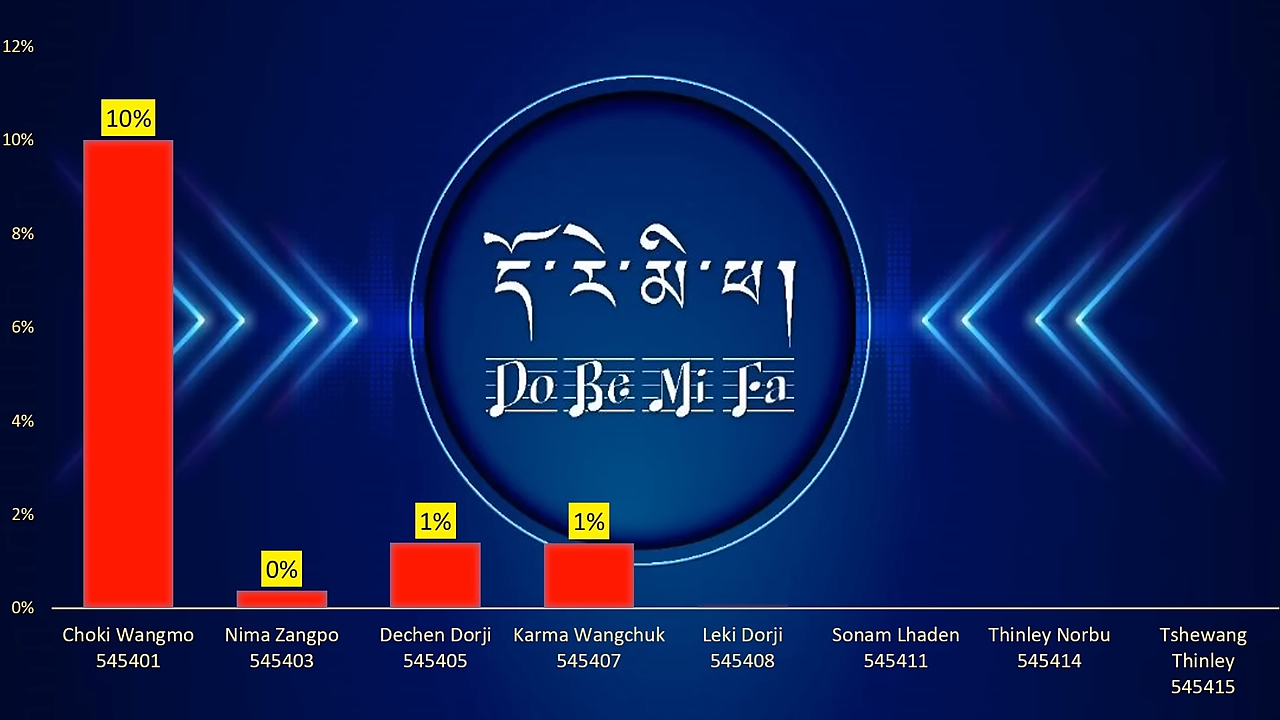 12%
10%
8%
6%
4%
2%
0%
10%
0%
1%
1%
དོ་རེ་མི་ཕ།
Do Re Mi Fa
Choki Wangmo
545401
Nima Zangpo
545403
Dechen Dorji
545405
Karma Wangchuk
545407
Leki Dorji
545408
Sonam Lhaden
545411
Thinley Norbu
545414
Tshewang
Thinley
545415